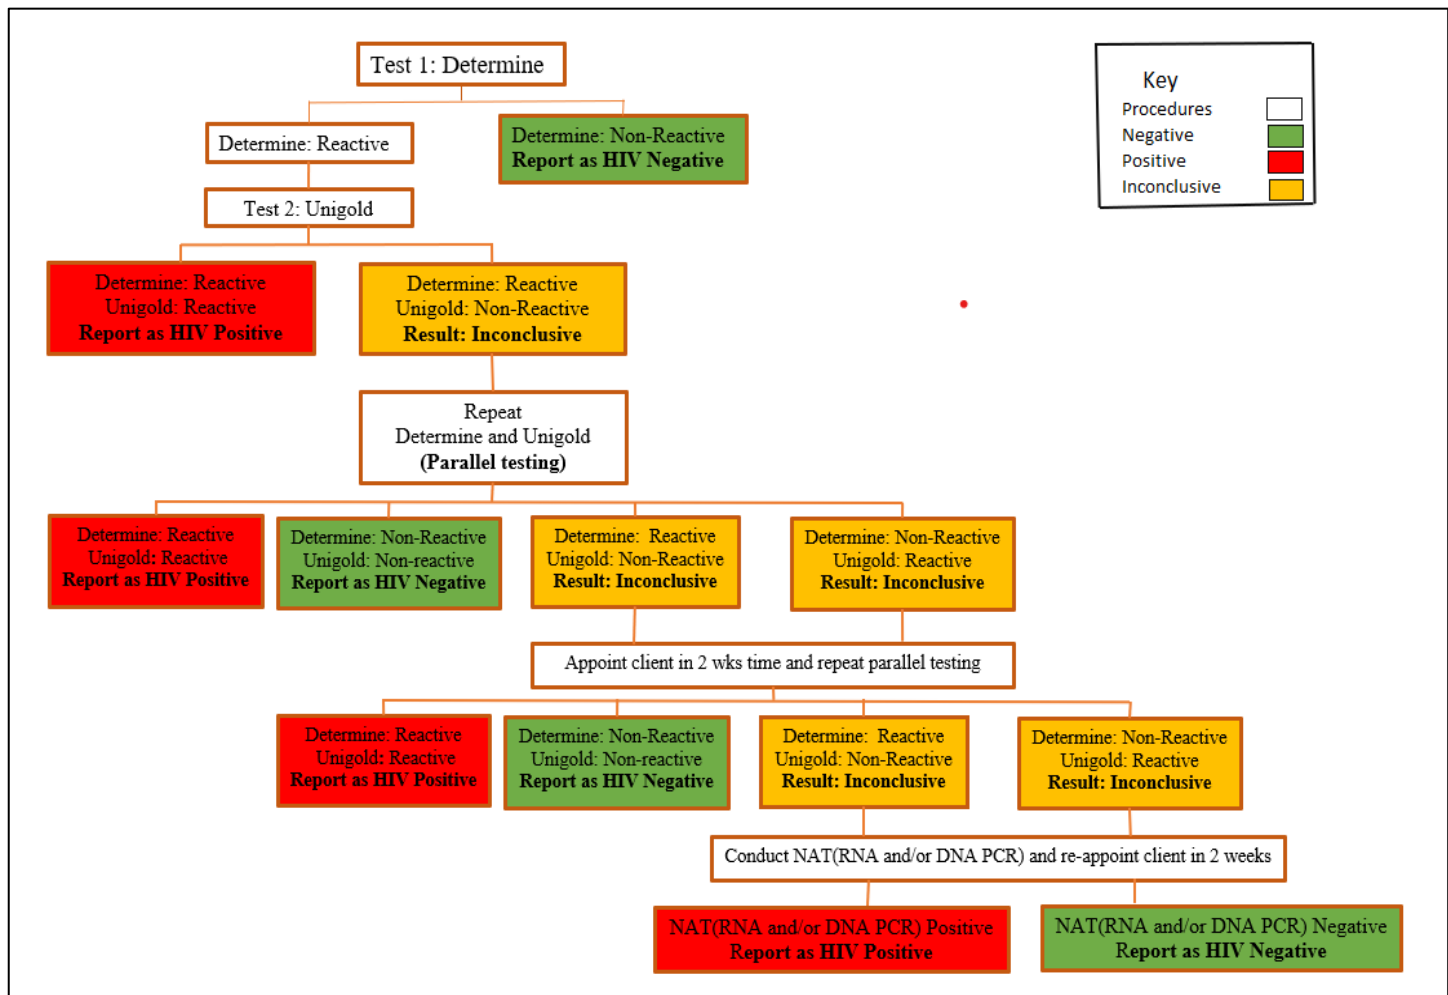 Test 1: Determine
Key
Procedures
Negative
Positive
Inconclusive
Determine: Reactive
Determine: Non-Reactive
Report as HIV Negative
Test 2: Unigold
Determine: Reactive
Unigold: Reactive
Report as HIV Positive
Determine: Reactive
Unigold: Non-Reactive
Result: Inconclusive
Repeat
Determine and Unigold
(Parallel testing)
Determine: Reactive
Unigold: Reactive
Report as HIV Positive
Determine: Non-Reactive
Unigold: Non-reactive
Report as HIV Negative
Determine: Reactive
Unigold: Non-Reactive
Result: Inconclusive
Determine: Non-Reactive
Unigold: Reactive
Result: Inconclusive
Appoint client in 2 wks time and repeat parallel testing
Determine: Reactive
Unigold: Reactive
Report as HIV Positive
Determine: Non-Reactive
Unigold: Non-reactive
Report as HIV Negative
Determine: Reactive
Unigold: Non-Reactive
Result: Inconclusive
Determine: Non-Reactive
Unigold: Reactive
Result: Inconclusive
Conduct NAT(RNA and/or DNA PCR) and re-appoint client in 2 weeks
NAT(RNA and/or DNA PCR) Positive
Report as HIV Positive
NAT(RNA and/or DNA PCR) Negative
Report as HIV Negative